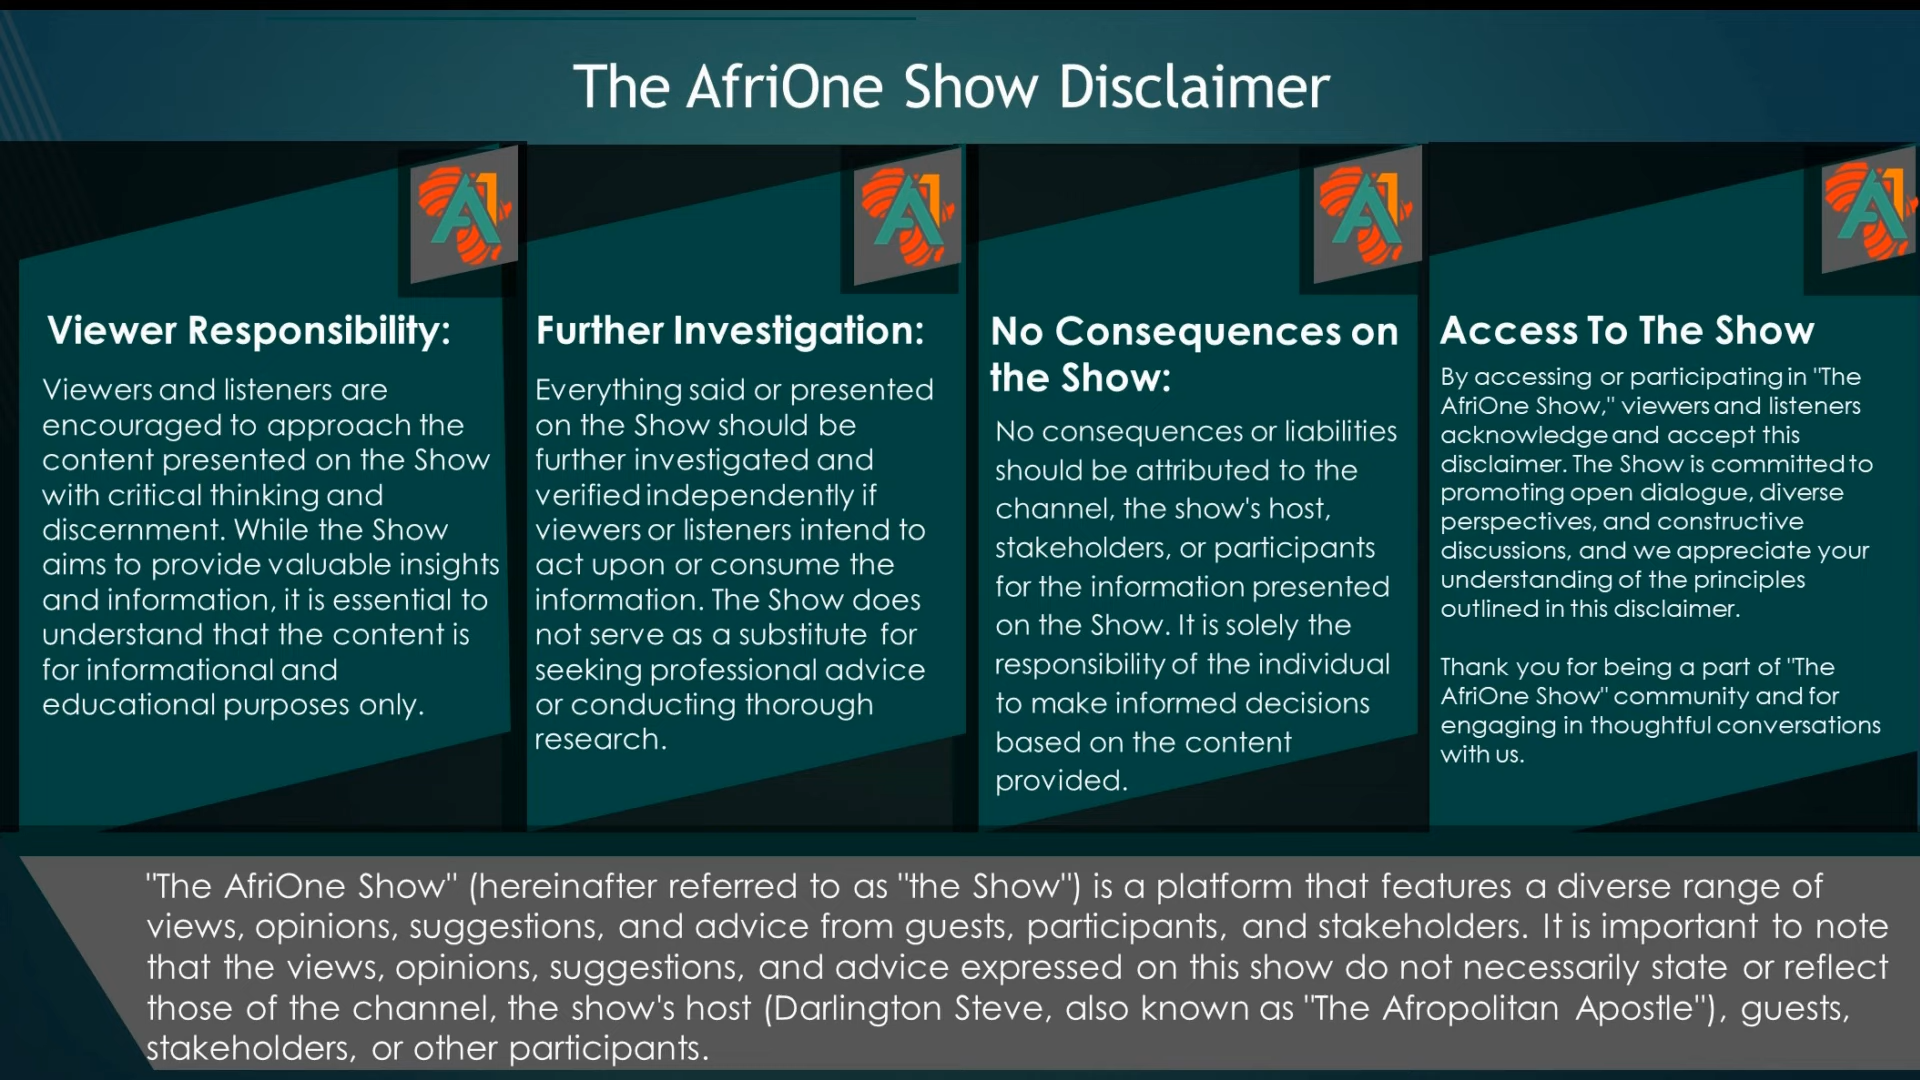 The AfriOne Show Disclaimer
Viewer Responsibility:
Viewers and listeners are
encouraged to approach the
content presented on the Show
with critical thinking and
discernment. While the Show
aims to provide valuable insights
and information, it is essential to
understand that the content is
for informational and
educational purposes only.
Further Investigation:
Everything said or presented
on the Show should be
further investigated and
verified independently if
viewers or listeners intend to
act upon or consume the
information. The Show does
not serve as a substitute for
seeking professional advice
or conducting thorough
research.
No Consequences on
the Show:
No consequences or liabilities
should be attributed to the
channel, the show's host,
stakeholders, or participants
for the information presented
on the Show. It is solely the
responsibility of the individual
to make informed decisions
based on the content
provided.
Access To The Show
By accessing or participating in "The
AfriOne Show," viewers and listeners
acknowledge and accept this
disclaimer. The Show is committed to
promoting open dialogue, diverse
perspectives, and constructive
discussions, and we appreciate your
understanding of the principles
outlined in this disclaimer.
Thank you for being a part of "The
AfriOne Show" community and for
engaging in thoughtful conversations
with us.
"The AfriOne Show" (hereinafter referred to as "the Show") is a platform that features a diverse range of
views, opinions, suggestions, and advice from guests, participants, and stakeholders. It is important to note
that the views, opinions, suggestions, and advice expressed on this show do not necessarily state or reflect
those of the channel, the show's host (Darlington Steve, also known as "The Afropolitan Apostle"), guests,
stakeholders, or other participants.